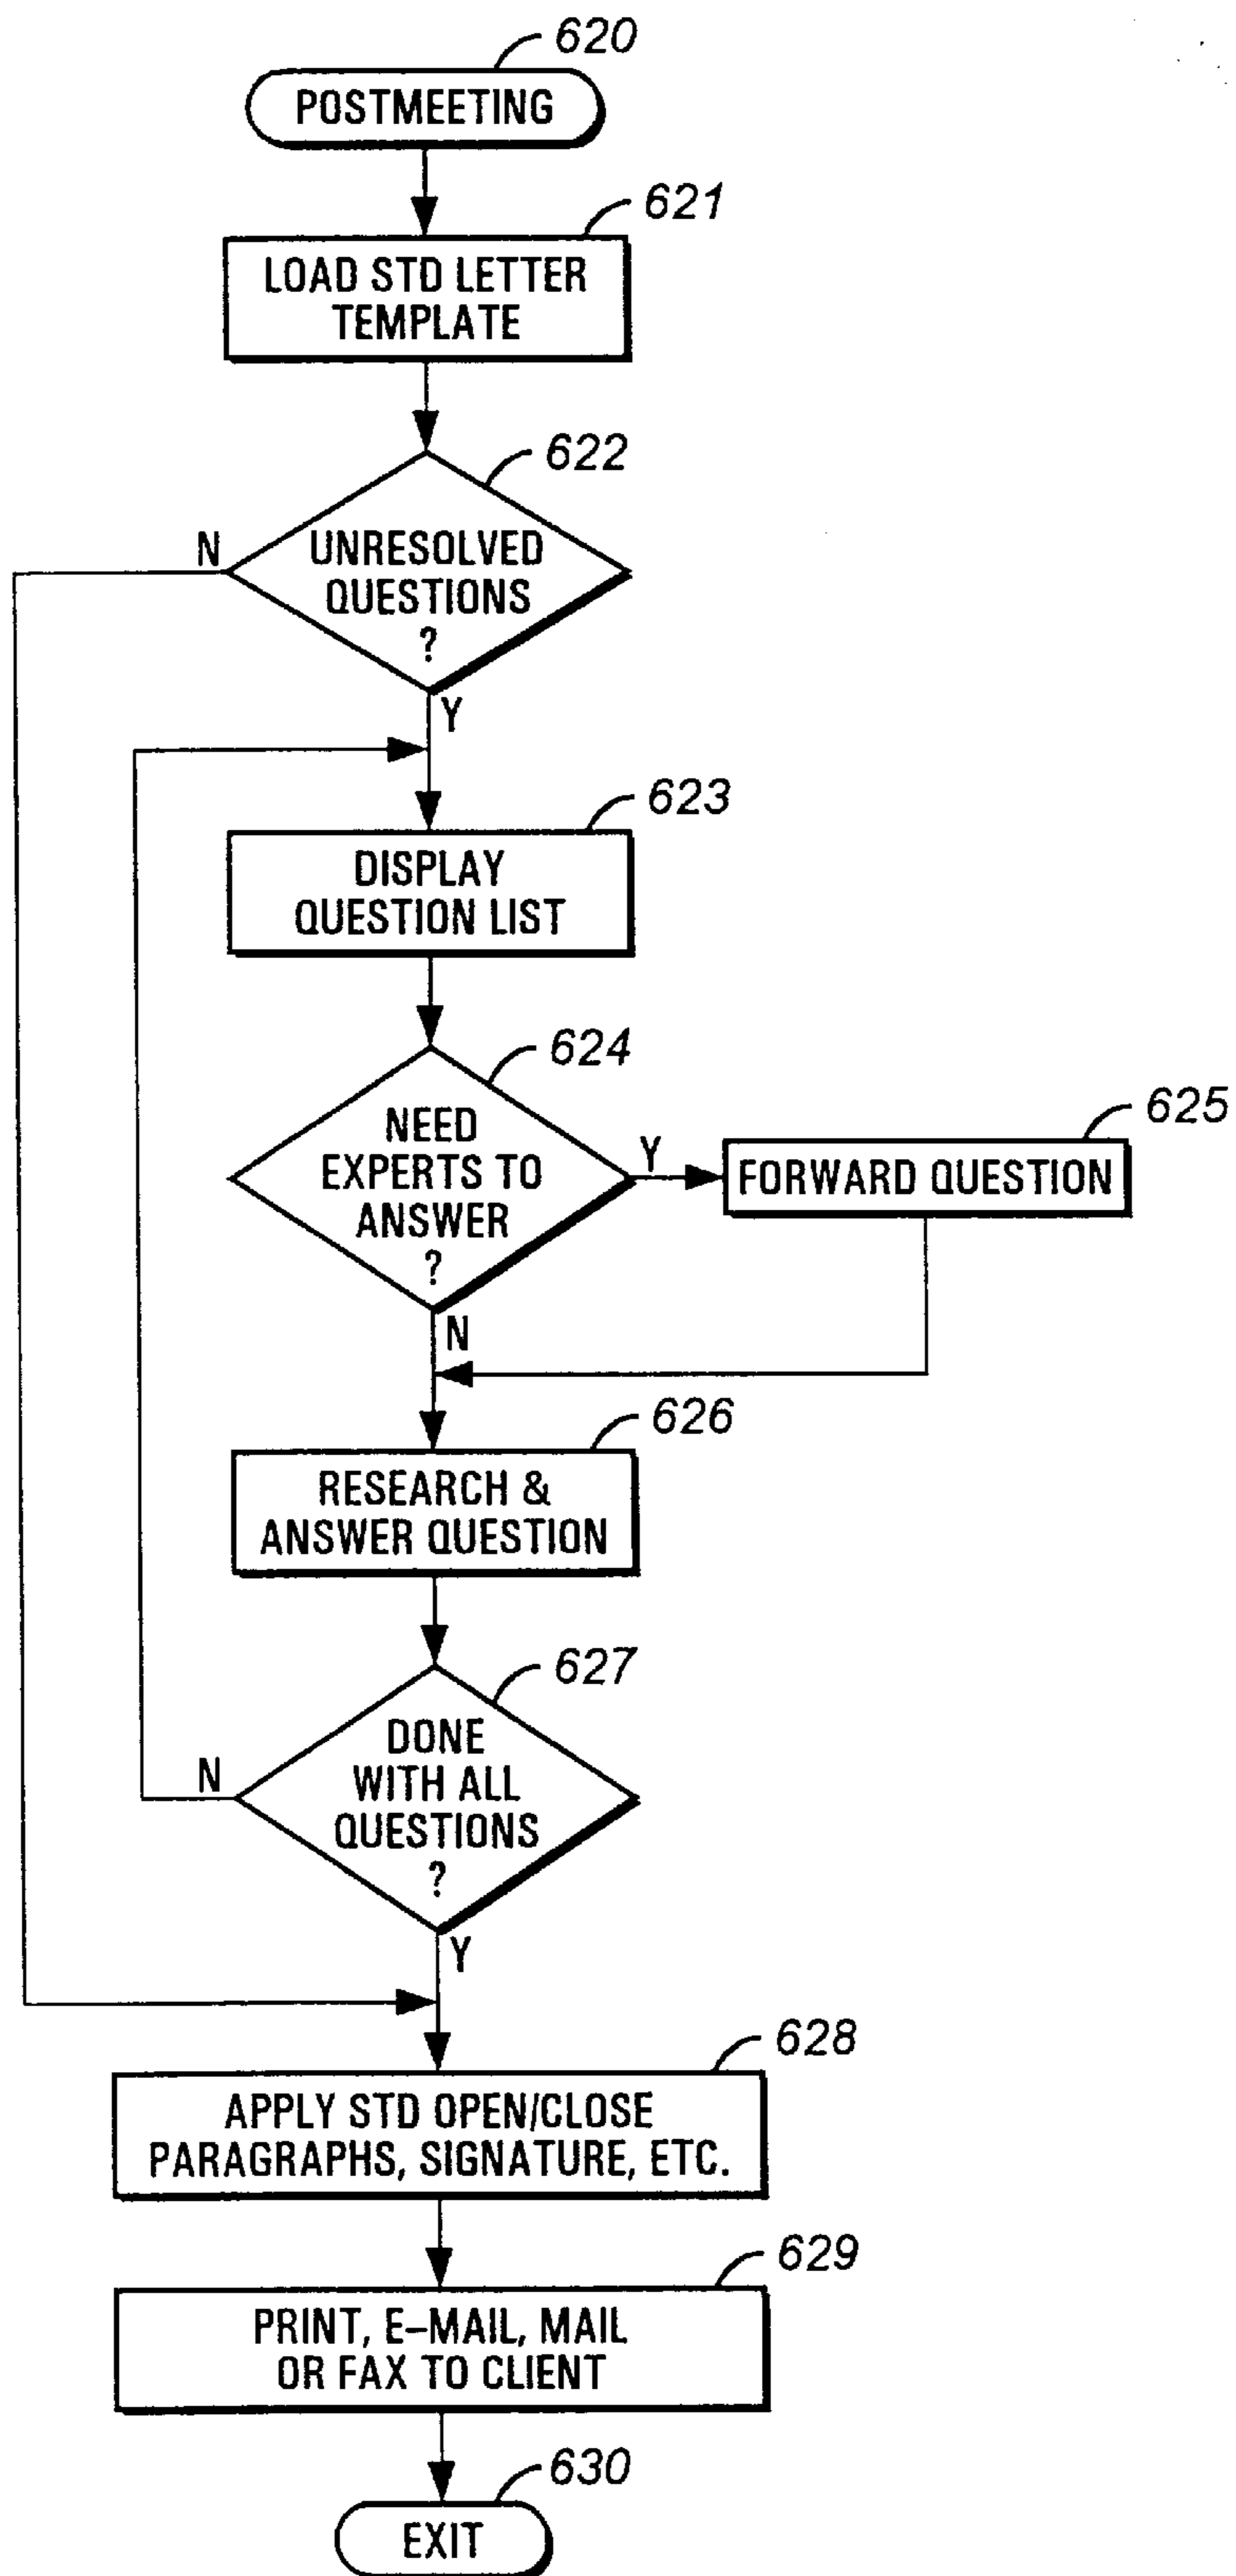 620
POSTMEETING
621
LOAD STD LETTER
TEMPLATE
622
N
UNRESOLVED
QUESTIONS
?
Y
623
DISPLAY
QUESTION LIST
624
NEED
EXPERTS TO
ANSWER
?
Y
625
FORWARD QUESTION
N
626
RESEARCH &
ANSWER QUESTION
627
N
DONE
WITH ALL
QUESTIONS
?
Y
628
APPLY STD OPEN/CLOSE
PARAGRAPHS, SIGNATURE, ETC.
629
PRINT, E-MAIL, MAIL
OR FAX TO CLIENT
630
EXIT